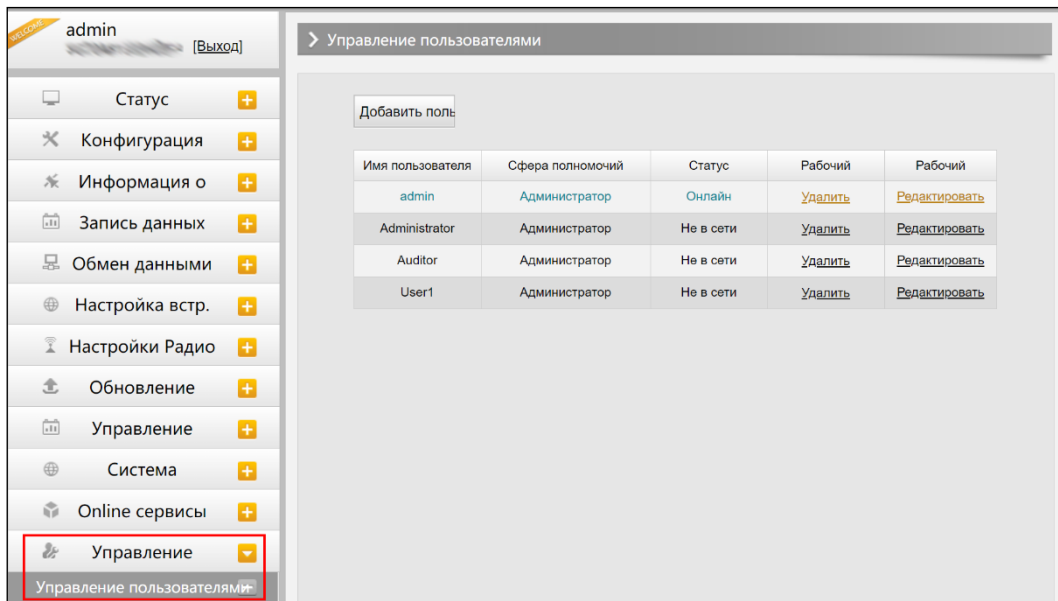 WELCOME
admin
[Выход]
Статус
Конфигурация
Информация о
Запись данных
Обмен данными
Настройка встр.
Настройки Радио
Обновление
Управление
Система
Online сервисы
Управление
Управление пользователями
Управление пользователями
Добавить поль
Имя пользователя Сфера полномочий Статус Рабочий Рабочий
admin Администратор Онлайн Удалить Редактировать
Administrator Администратор Не в сети Удалить Редактировать
Auditor Администратор Не в сети Удалить Редактировать
User1 Администратор Не в сети Удалить Редактировать